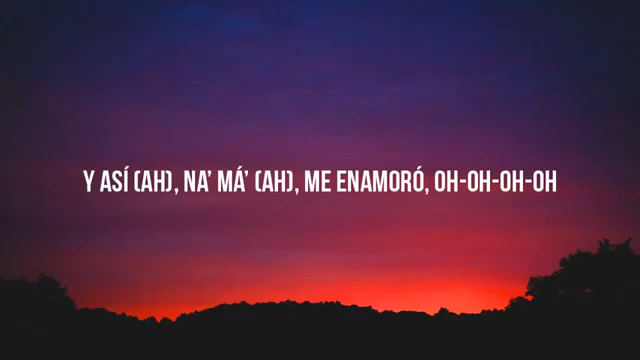 Y ASÍ (AH), NA’ MÁ’ (AH), ME ENAMORÓ, OH-OH-OH-OH